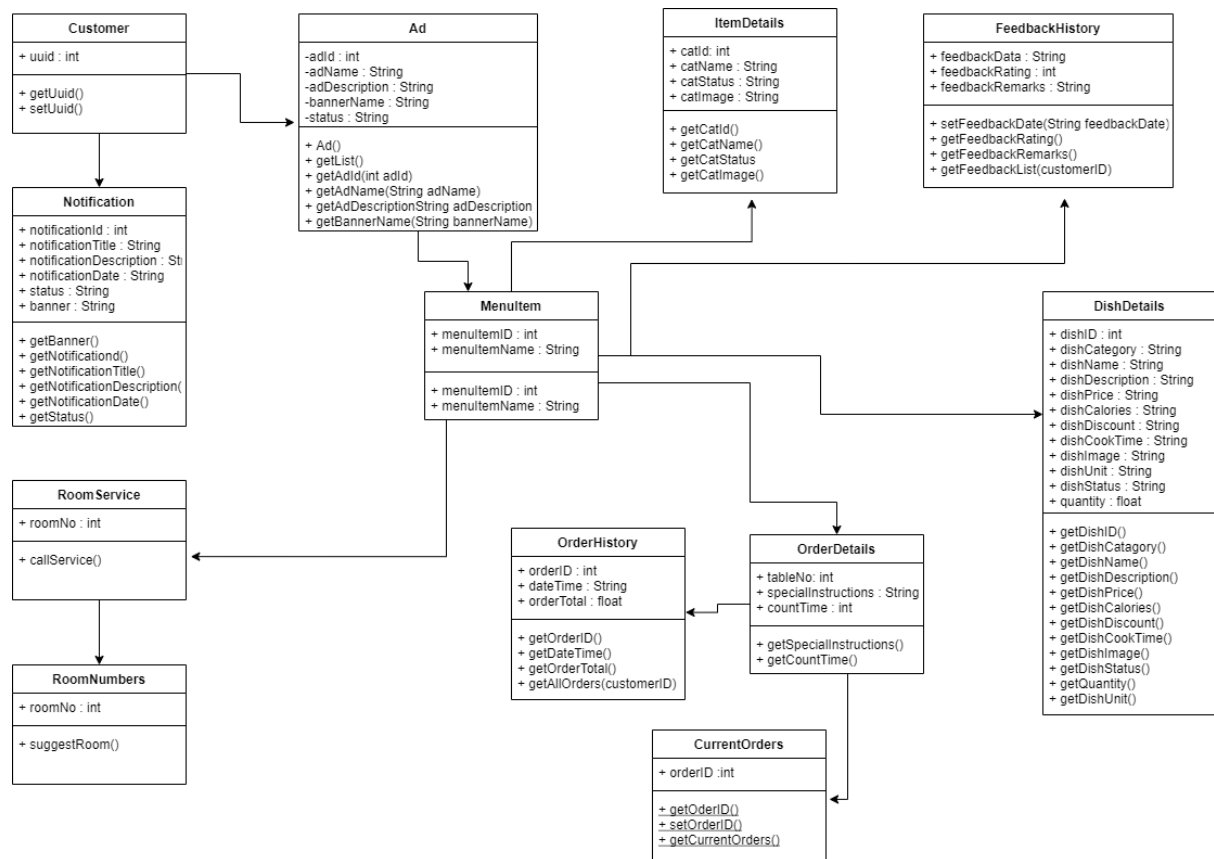 Customer
+ uuid : int
+ getUuid()
+ setUuid()
Ad
-adId : int
-adName : String
-adDescription : String
-bannerName : String
-status : String
+ Ad()
+ getList()
+ getAdId(int adId)
+ getAdName(String adName)
+ getAdDescriptionString adDescription
+ getBannerName(String bannerName)
ItemDetails
+ catId: int
+ catName : String
+ catStatus : String
+ catImage : String
+ getCatId()
+ getCatName()
+ getCatStatus
+ getCatImage()
FeedbackHistory
+ feedbackData : String
+ feedbackRating : int
+ feedbackRemarks : String
+ setFeedbackDate(String feedbackDate)
+ getFeedbackRating()
+ getFeedbackRemarks()
+ getFeedbackList(customerID)
Notification
+ notificationId : int
+ notificationTitle : String
+ notificationDescription : Stri
+ notificationDate : String
+ status : String
+ banner : String
+ getBanner()
+ getNotificationd()
+ getNotificationTitle()
+ getNotificationDescription(
+ getNotificationDate()
+ getStatus()
MenuItem
+ menuItemID : int
+ menuItemName : String
+ menuItemID : int
+ menuItemName : String
DishDetails
+ dishID : int
+ dishCategory : String
+ dishName : String
+ dishDescription : String
+ dishPrice : String
+ dishCalories : String
+ dishDiscount : String
+ dishCookTime : String
+ dishImage : String
+ dishUnit : String
+ dishStatus : String
+ quantity : float
+ getDishID()
+ getDishCatagory()
+ getDishName()
+ getDishDescription()
+ getDishPrice()
+ getDishCalories()
+ getDishDiscount()
+ getDishCookTime()
+ getDishImage()
+ getDishStatus()
+ getQuantity()
+ getDishUnit()
RoomService
+ roomNo : int
+ callService()
OrderHistory
+ orderID : int
+ dateTime : String
+ orderTotal : float
+ getOrderID()
+ getDateTime()
+ getOrderTotal()
+ getAllOrders(customerID)
OrderDetails
+ tableNo: int
+ specialInstructions : String
+ countTime : int
+ getSpecialInstructions()
+ getCountTime()
RoomNumbers
+ roomNo : int
+ suggestRoom()
CurrentOrders
+ orderID :int
+ getOderID()
+ setOrderID()
+ getCurrentOrders()